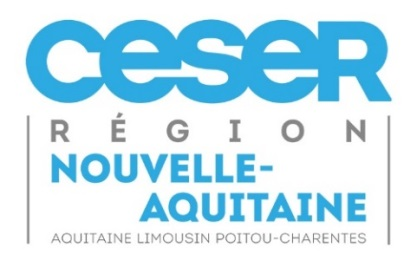 ceser
RÉGION
NOUVELLE-
AQUITAINE
AQUITAINE LIMOUSIN POITOU-CHARENTES